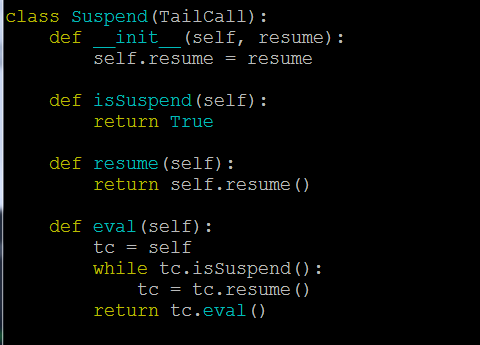 class Suspend(TailCall):
    def __init__(self, resume):
        self.resume = resume

    def isSuspend(self):
        return True

    def resume(self):
        return self.resume()

    def eval(self):
        tc = self
        while tc.isSuspend():
            tc = tc.resume()
        return tc.eval()